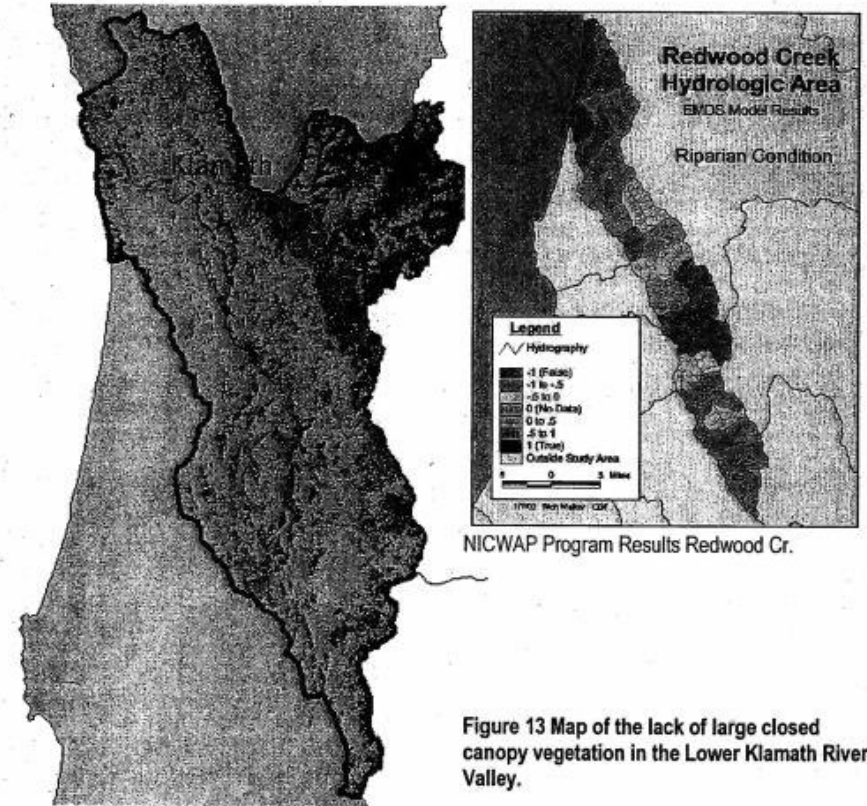 Klamath
Redwood Creek
Hydrologic Area
EMDS Model Results
Riparian Condition
Legend
Hydrography
-1 (False)
-1 to -.5
-.5 to 0
0 (No Data)
0 to .5
.5 to 1
1 (True)
Outside Study Area
0
5 Miles
NICWAP Program Results Redwood Cr.
Figure 13 Map of the lack of large closed
canopy vegetation in the Lower Klamath River
Valley.